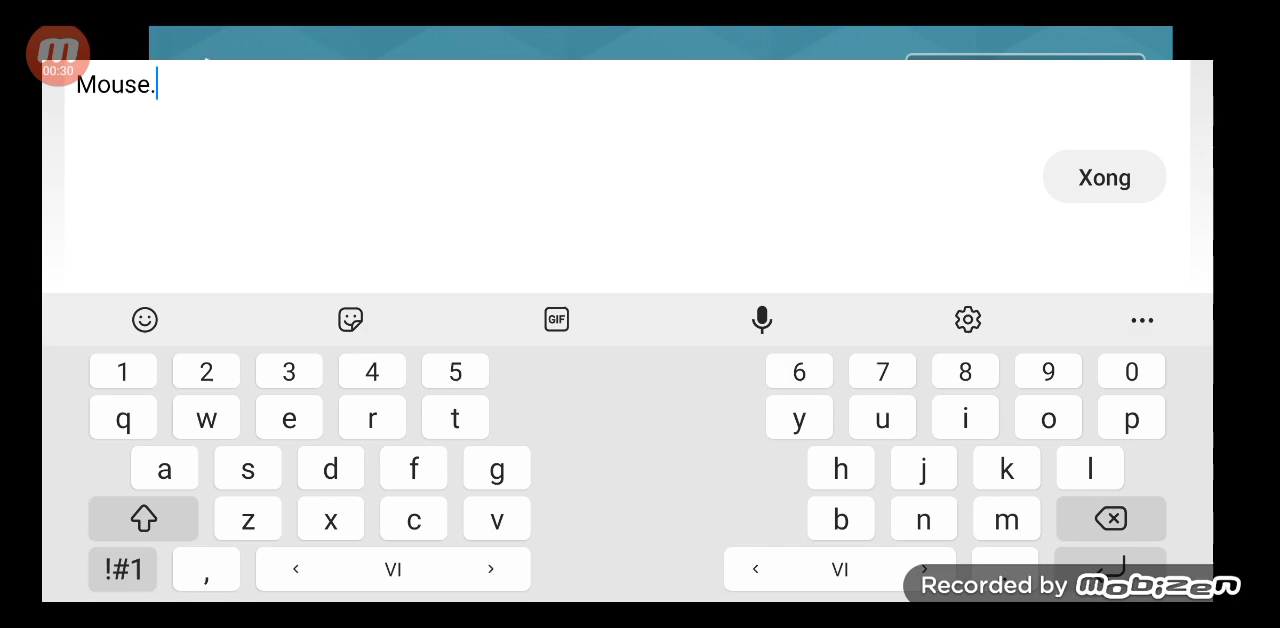 00:30
Mouse.
Xong
GIF
1 2 3 4 5 6 7 8 9 0
q w e r t y u i o p
a s d f g h j k l
z x c v b n m
!#1 , < VI > < VI > .
Recorded by mobizen